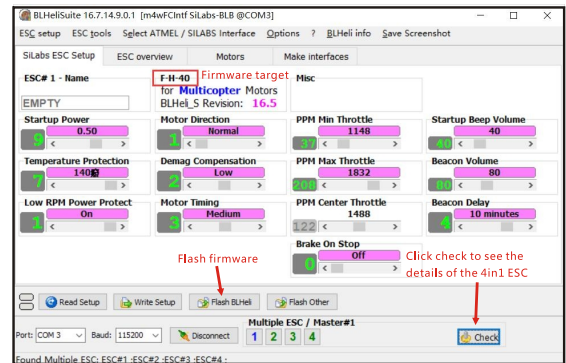 BLHeliSuite 16.7.14.9.0.1 [m4wFCIntf SiLabs-BLB @COM3]
ESC setup ESC tools Select ATMEL / SILABS Interface Options ? BLHeli info Save Screenshot
SiLabs ESC Setup ESC overview Motors Make interfaces
ESC# 1 - Name
EMPTY
F-H-40 Firmware target
for Multicopter Motors
BLHeli_S Revision: 16.5
Misc
Startup Power
0.50
9
Motor Direction
Normal
1
PPM Min Throttle
1148
37
Startup Beep Volume
40
40
Temperature Protection
140
7
Demag Compensation
Low
2
PPM Max Throttle
1832
208
Beacon Volume
80
80
Low RPM Power Protect
On
1
Motor Timing
Medium
3
PPM Center Throttle
1488
122
Beacon Delay
10 minutes
4
Brake On Stop
Off
0
Flash firmware
Click check to see the
details of the 4in1 ESC
Read Setup Write Setup Flash BLHeli Flash Other
Port: COM 3 Baud: 115200 Disconnect
Multiple ESC / Master#1
1 2 3 4
Check
Found Multiple ESC: ESC#1 :ESC#2 :ESC#3 :ESC#4 :